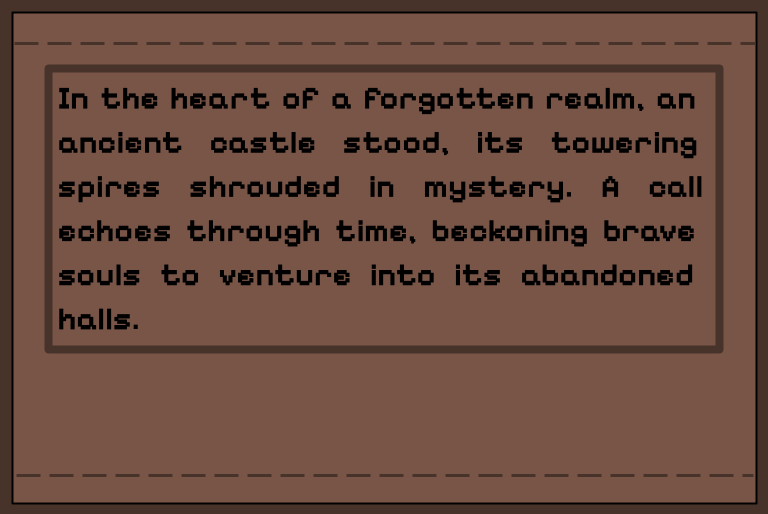 In the heart of a forgotten realm, an
ancient castle stood, its towering
spires shrouded in mystery. A call
echoes through time, beckoning brave
souls to venture into its abandoned
halls.